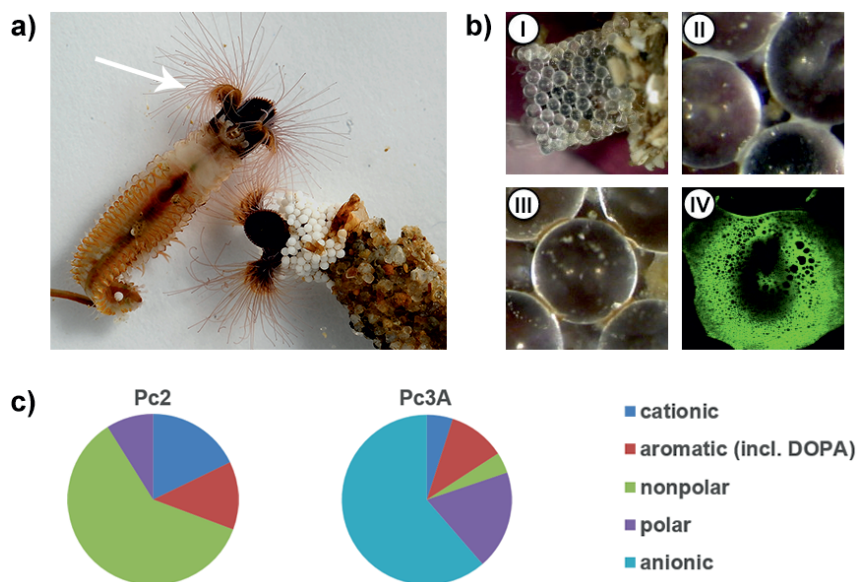 a)
b)
I
II
III
IV
c)
Pc2
Pc3A
cationic
aromatic (incl. DOPA)
nonpolar
polar
anionic